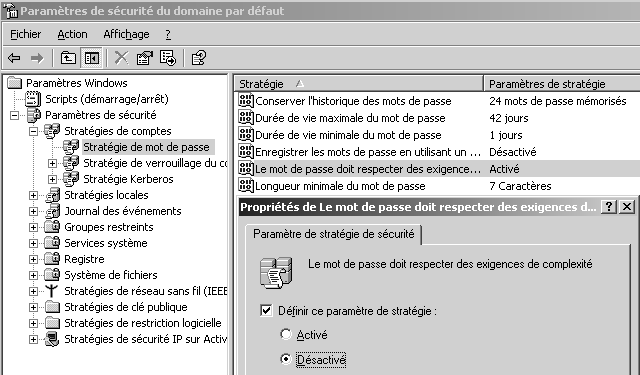 Paramètres de sécurité du domaine par défaut
Fichier Action Affichage ?
Paramètres Windows
Scripts (démarrage/arrêt)
Paramètres de sécurité
Stratégies de comptes
Stratégie de mot de passe
Stratégie de verrouillage du co
Stratégie Kerberos
Stratégies locales
Journal des événements
Groupes restreints
Services système
Registre
Système de fichiers
Stratégies de réseau sans fil (IEEE
Stratégies de clé publique
Stratégies de restriction logicielle
Stratégies de sécurité IP sur Activ
Stratégie Paramètres de stratégie
Conserver l'historique des mots de passe 24 mots de passe mémorisés
Durée de vie maximale du mot de passe 42 jours
Durée de vie minimale du mot de passe 1 jours
Enregistrer les mots de passe en utilisant un ... Désactivé
Le mot de passe doit respecter des exigence... Activé
Longueur minimale du mot de passe 7 Caractères
Propriétés de Le mot de passe doit respecter des exigences d... ? X
Paramètre de stratégie de sécurité
Le mot de passe doit respecter des exigences de complexité
Définir ce paramètre de stratégie :
Activé
Désactivé